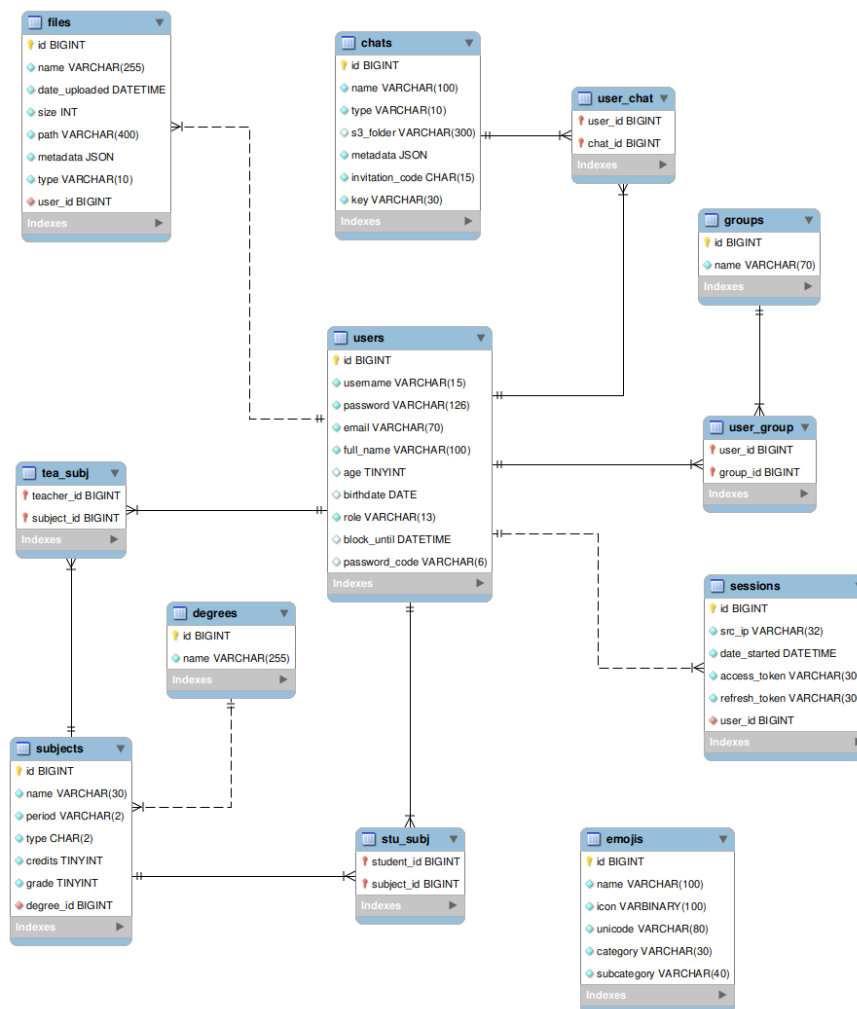 files
id BIGINT
name VARCHAR(255)
date_uploaded DATETIME
size INT
path VARCHAR(400)
metadata JSON
type VARCHAR(10)
user_id BIGINT
Indexes
chats
id BIGINT
name VARCHAR(100)
type VARCHAR(10)
s3_folder VARCHAR(300)
metadata JSON
invitation_code CHAR(15)
key VARCHAR(30)
Indexes
user_chat
user_id BIGINT
chat_id BIGINT
Indexes
groups
id BIGINT
name VARCHAR(70)
Indexes
users
id BIGINT
username VARCHAR(15)
password VARCHAR(126)
email VARCHAR(70)
full_name VARCHAR(100)
age TINYINT
birthdate DATE
role VARCHAR(13)
block_until DATETIME
password_code VARCHAR(6)
Indexes
user_group
user_id BIGINT
group_id BIGINT
Indexes
tea_subj
teacher_id BIGINT
subject_id BIGINT
Indexes
sessions
id BIGINT
src_ip VARCHAR(32)
date_started DATETIME
access_token VARCHAR(30
refresh_token VARCHAR(30
user_id BIGINT
Indexes
degrees
id BIGINT
name VARCHAR(255)
Indexes
subjects
id BIGINT
name VARCHAR(30)
period VARCHAR(2)
type CHAR(2)
credits TINYINT
grade TINYINT
degree_id BIGINT
Indexes
stu_subj
student_id BIGINT
subject_id BIGINT
Indexes
emojis
id BIGINT
name VARCHAR(100)
icon VARBINARY(100)
unicode VARCHAR(80)
category VARCHAR(30)
subcategory VARCHAR(40)
Indexes